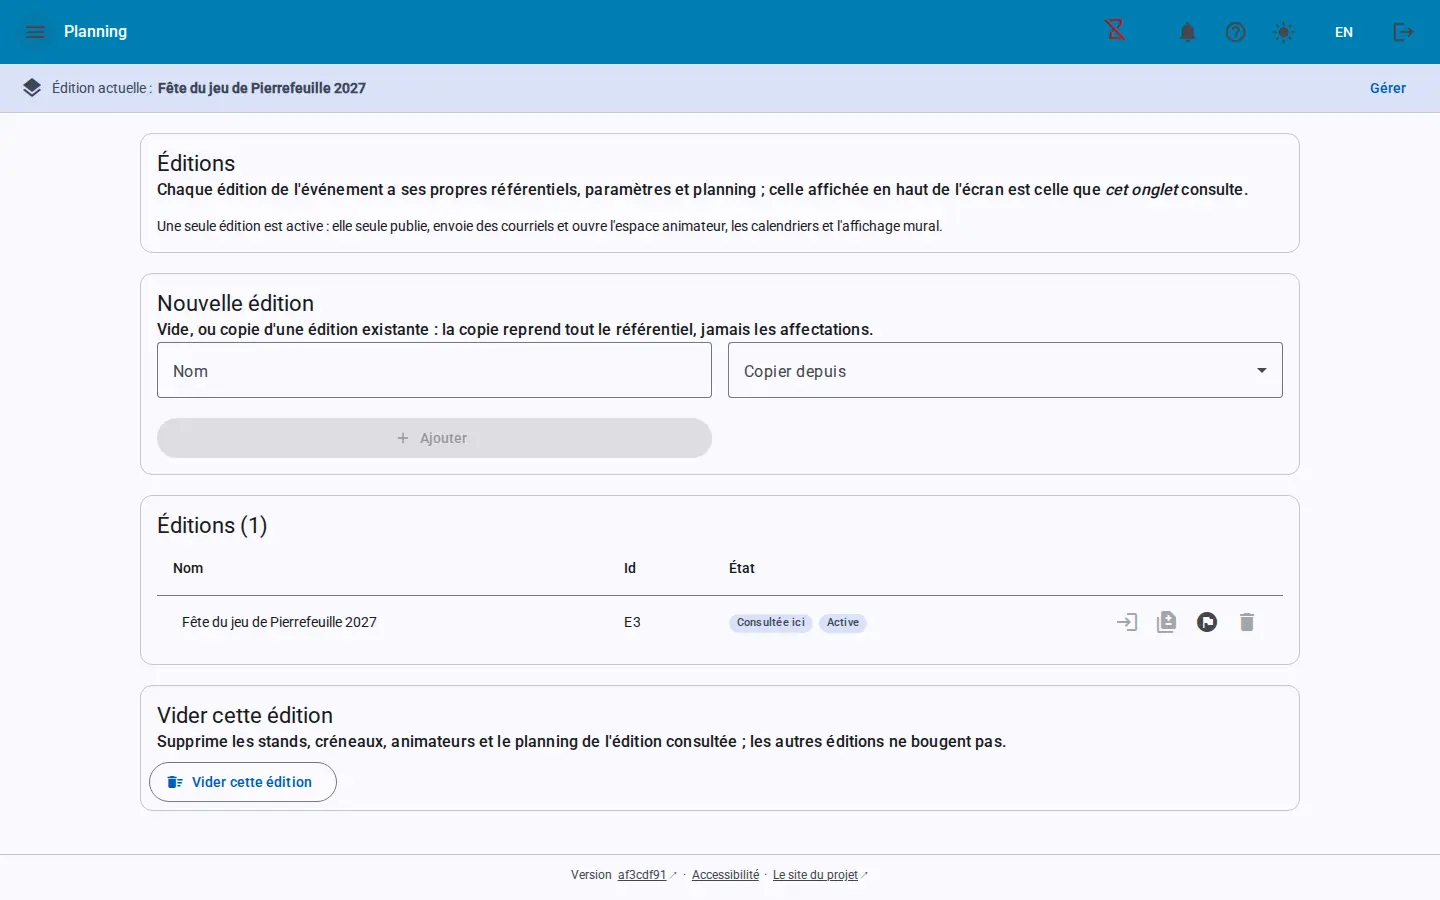 Planning
EN
Édition actuelle : Fête du jeu de Pierrefeuille 2027
Gérer
Éditions
Chaque édition de l'événement a ses propres référentiels, paramètres et planning ; celle affichée en haut de l'écran est celle que cet onglet consulte.
Une seule édition est active : elle seule publie, envoie des courriels et ouvre l'espace animateur, les calendriers et l'affichage mural.
Nouvelle édition
Vide, ou copie d'une édition existante : la copie reprend tout le référentiel, jamais les affectations.
Nom
Copier depuis
Ajouter
Éditions (1)
Nom Id État
Fête du jeu de Pierrefeuille 2027 E3 Consultée ici Active
Vider cette édition
Supprime les stands, créneaux, animateurs et le planning de l'édition consultée ; les autres éditions ne bougent pas.
Vider cette édition
Version af3cdf91 · Accessibilité · Le site du projet